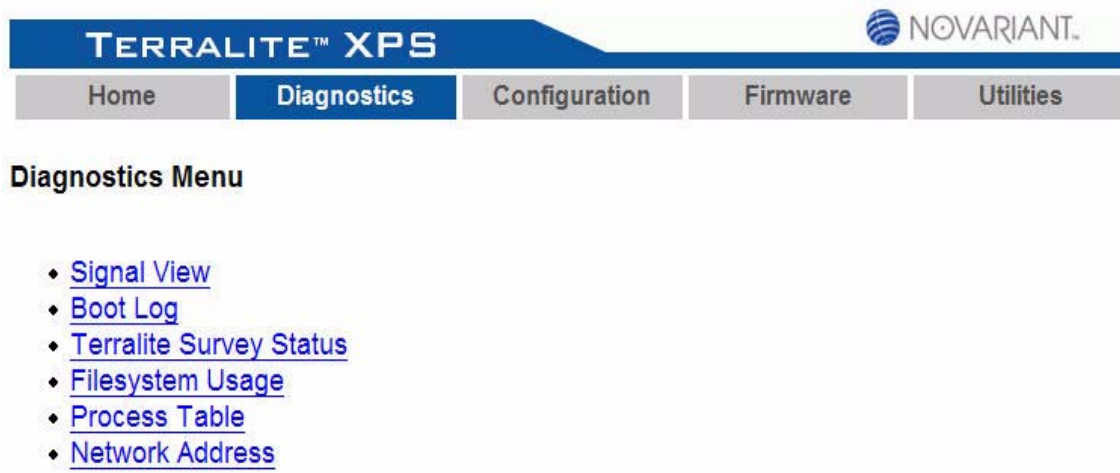 TERRALITE™ XPS
NOVARIANT™
Home Diagnostics Configuration Firmware Utilities
Diagnostics Menu
• Signal View
• Boot Log
• Terralite Survey Status
• Filesystem Usage
• Process Table
• Network Address